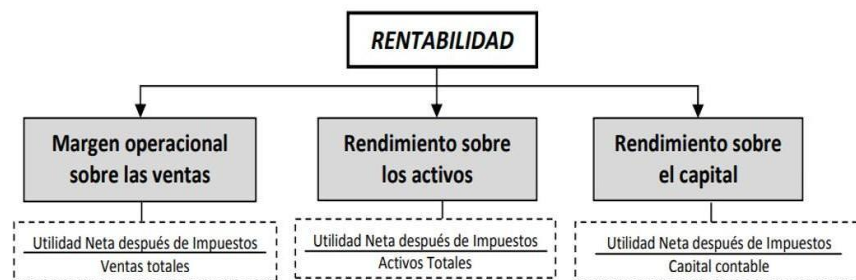 RENTABILIDAD
Margen operacional
sobre las ventas
Rendimiento sobre
los activos
Rendimiento sobre
el capital
Utilidad Neta después de Impuestos
Ventas totales
Utilidad Neta después de Impuestos
Activos Totales
Utilidad Neta después de Impuestos
Capital contable